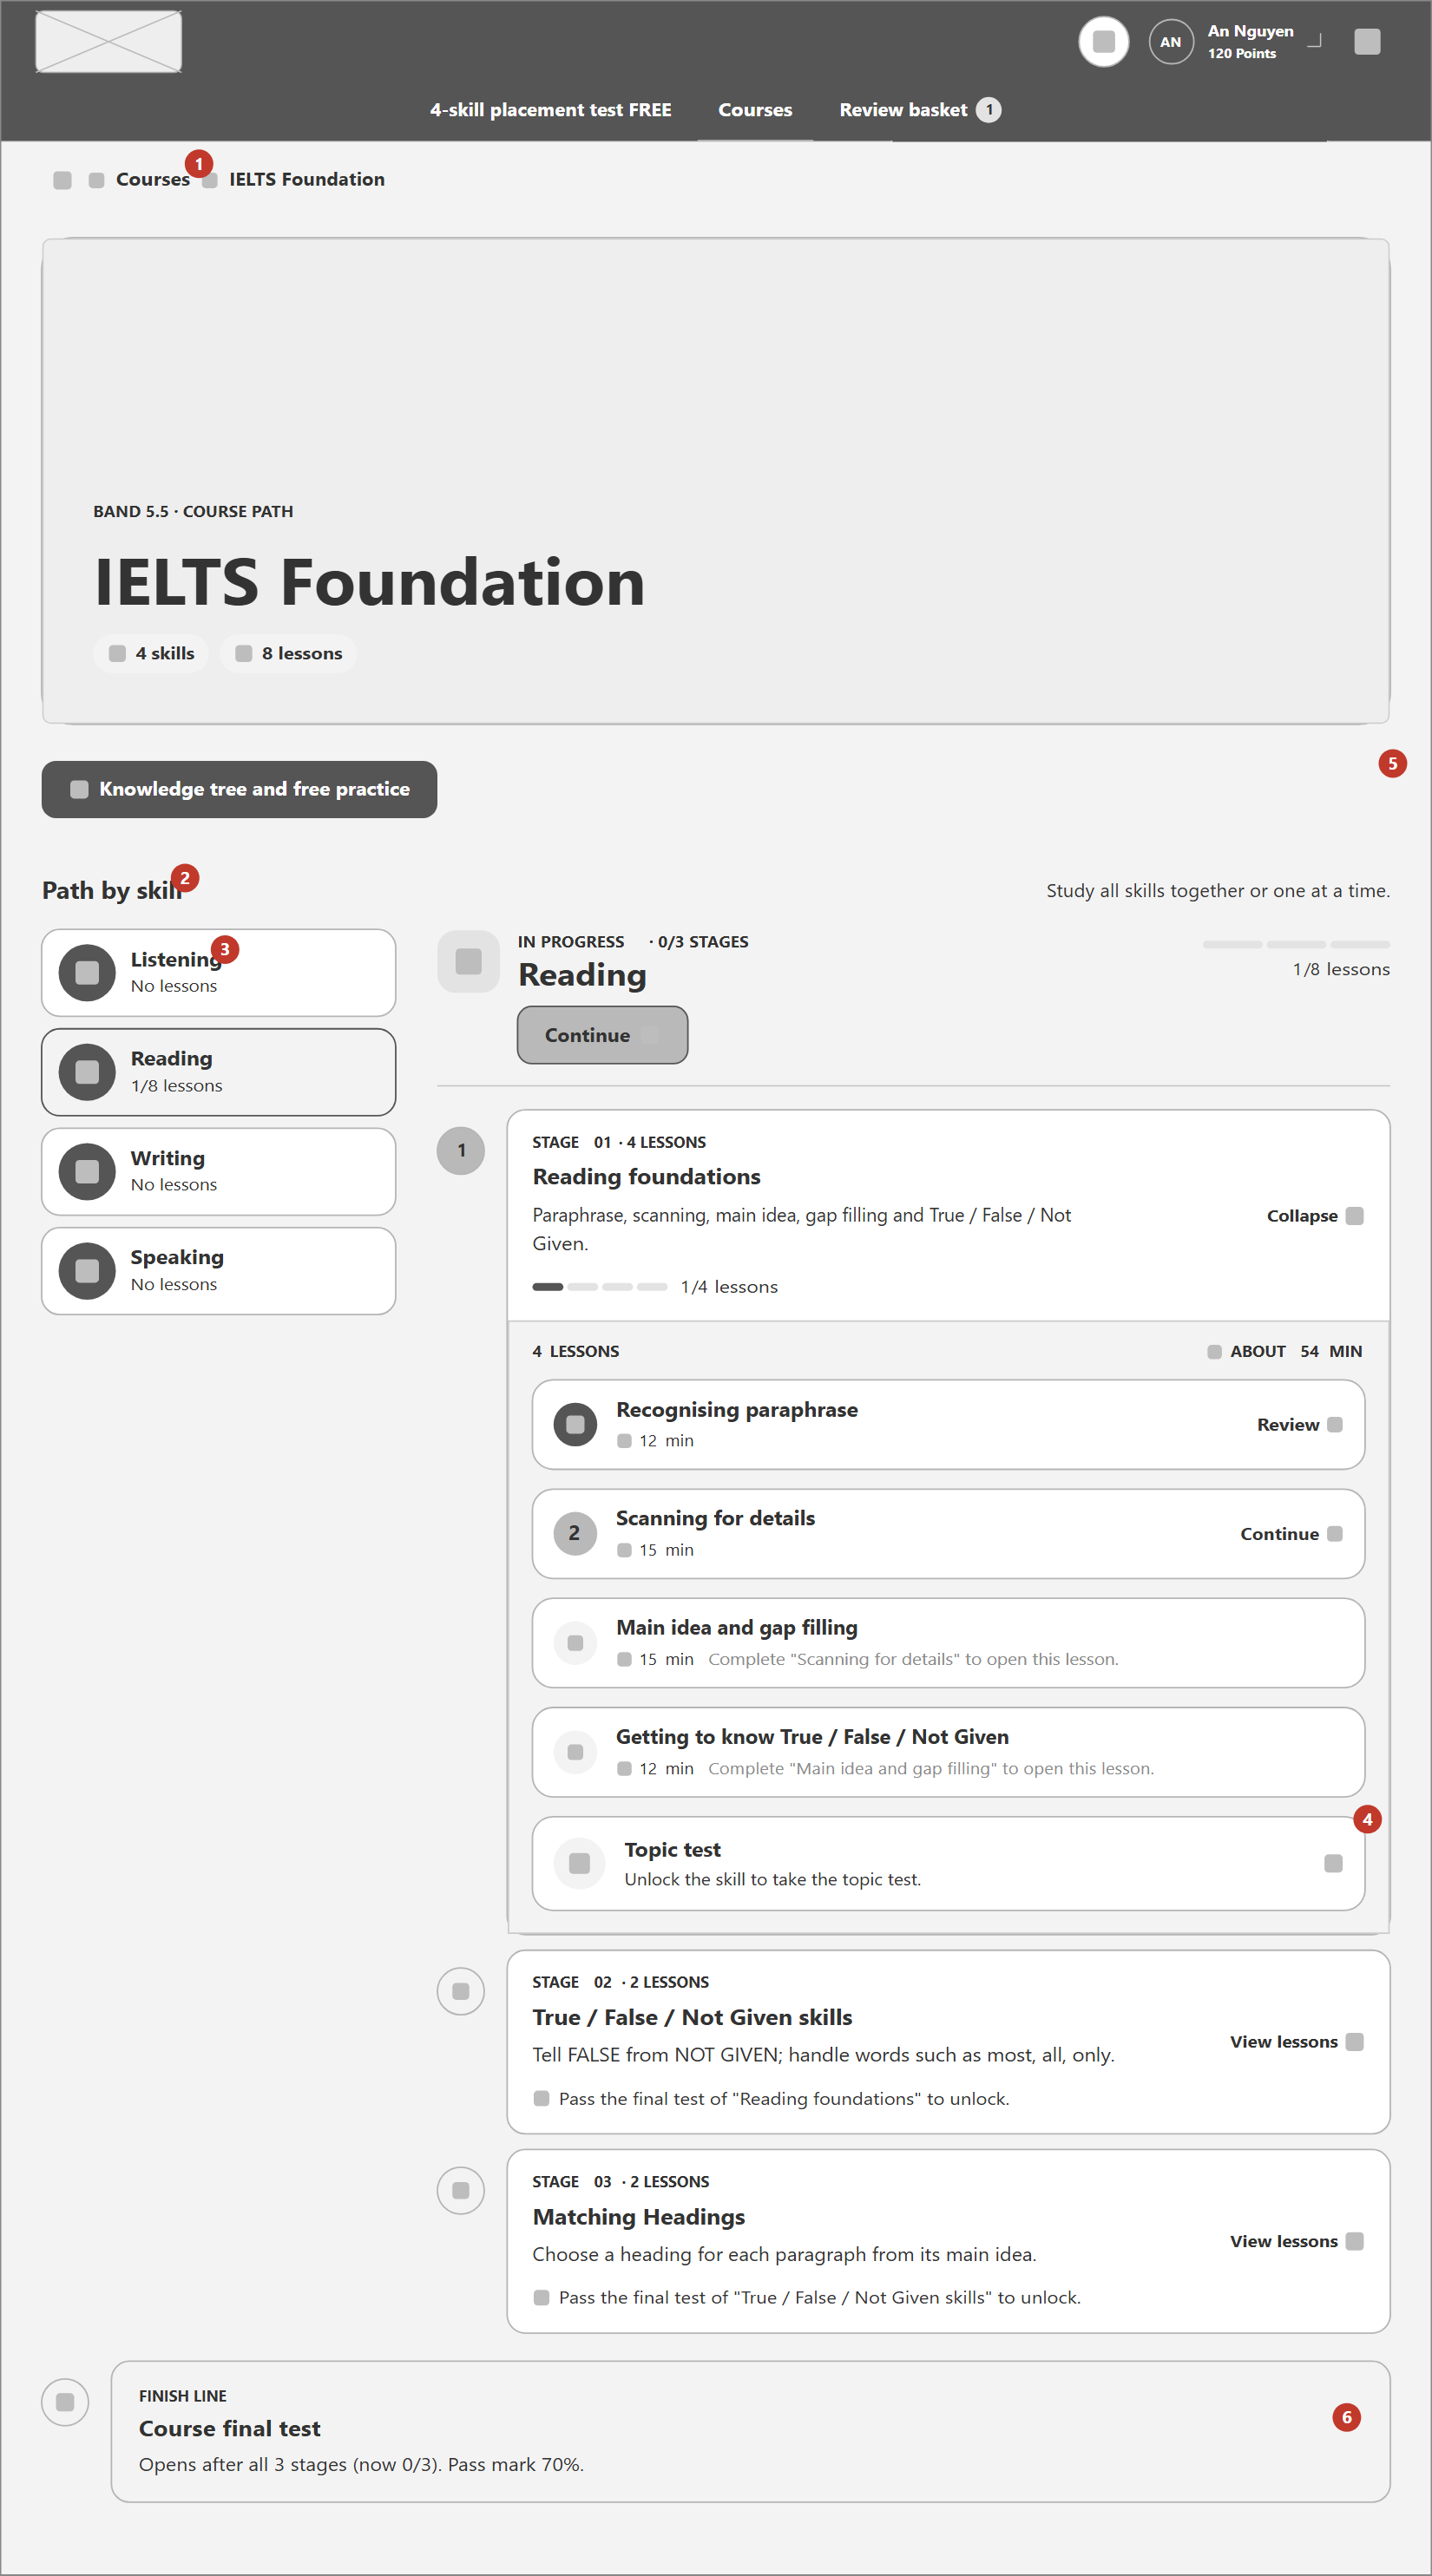 AN
An Nguyen
120 Points
4-skill placement test FREE
Courses
Review basket 1
1
Courses
IELTS Foundation
BAND 5.5 · COURSE PATH
IELTS Foundation
4 skills
8 lessons
5
Knowledge tree and free practice
2
Path by skill
Study all skills together or one at a time.
3
Listening
No lessons
Reading
1/8 lessons
Writing
No lessons
Speaking
No lessons
IN PROGRESS · 0/3 STAGES
Reading
1/8 lessons
Continue
1
STAGE 01 · 4 LESSONS
Reading foundations
Paraphrase, scanning, main idea, gap filling and True / False / Not
Given.
Collapse
1/4 lessons
4 LESSONS
ABOUT 54 MIN
Recognising paraphrase
12 min
Review
2
Scanning for details
15 min
Continue
Main idea and gap filling
15 min Complete "Scanning for details" to open this lesson.
Getting to know True / False / Not Given
12 min Complete "Main idea and gap filling" to open this lesson.
4
Topic test
Unlock the skill to take the topic test.
STAGE 02 · 2 LESSONS
True / False / Not Given skills
Tell FALSE from NOT GIVEN; handle words such as most, all, only.
View lessons
Pass the final test of "Reading foundations" to unlock.
STAGE 03 · 2 LESSONS
Matching Headings
Choose a heading for each paragraph from its main idea.
View lessons
Pass the final test of "True / False / Not Given skills" to unlock.
FINISH LINE
6
Course final test
Opens after all 3 stages (now 0/3). Pass mark 70%.